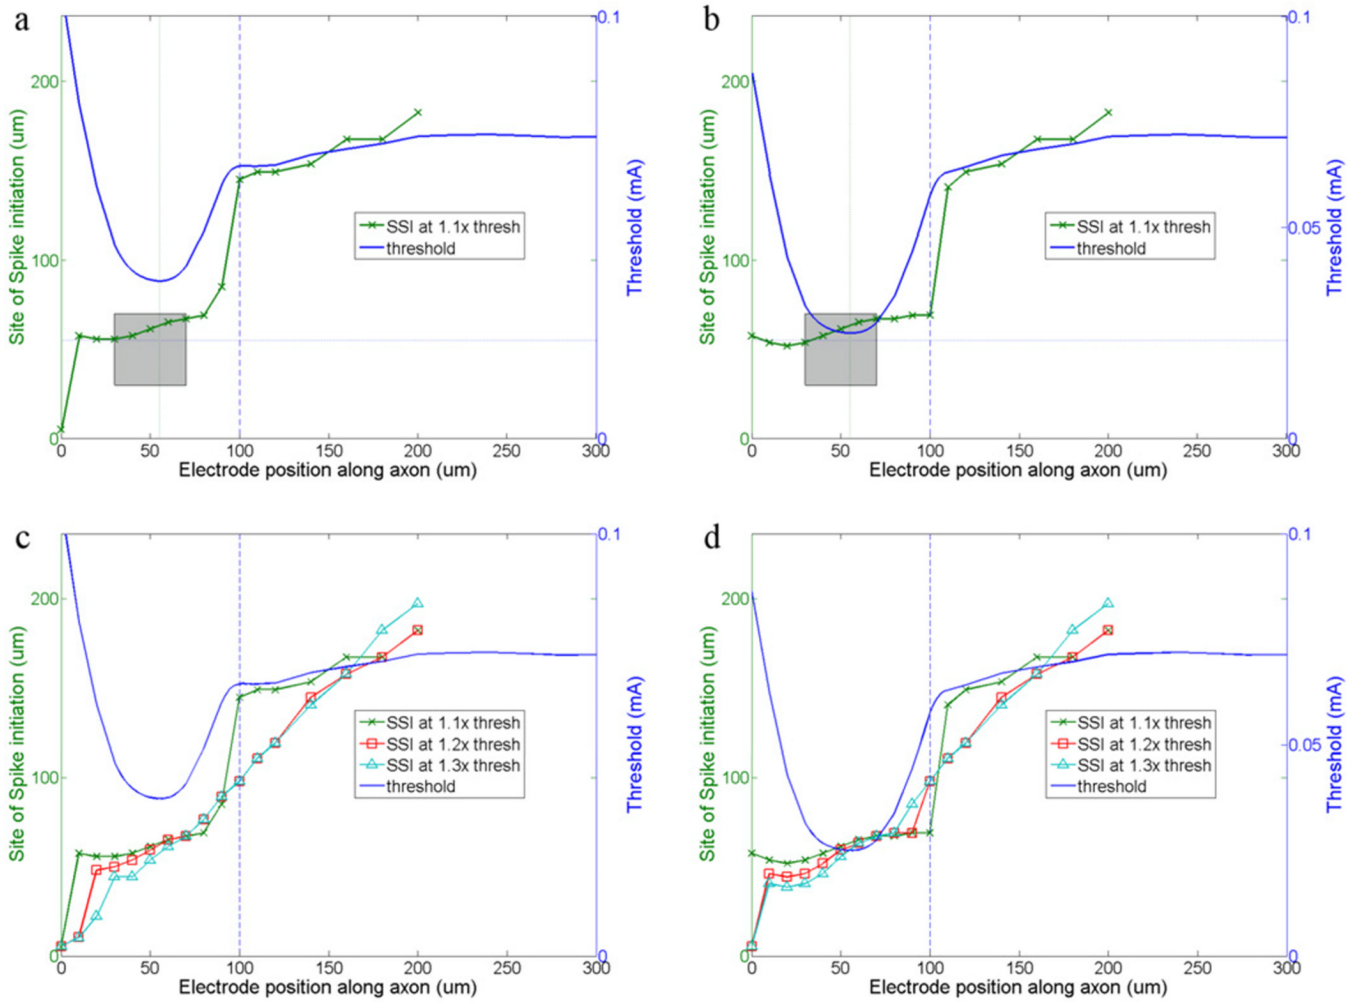 a
Site of Spike initiation (um)
200
100
0
0 50 100 150 200 250 300
Electrode position along axon (um)
0.1
0
Threshold (mA)
SSI at 1.1x thresh
threshold
b
Site of Spike initiation (um)
200
100
0
0 50 100 150 200 250 300
Electrode position along axon (um)
0.1
0.05
0
Threshold (mA)
SSI at 1.1x thresh
threshold
c
Site of Spike initiation (um)
200
100
0
0 50 100 150 200 250 300
Electrode position along axon (um)
0.1
0
Threshold (mA)
SSI at 1.1x thresh
SSI at 1.2x thresh
SSI at 1.3x thresh
threshold
d
Site of Spike initiation (um)
200
100
0
0 50 100 150 200 250 300
Electrode position along axon (um)
0.1
0.05
0
Threshold (mA)
SSI at 1.1x thresh
SSI at 1.2x thresh
SSI at 1.3x thresh
threshold